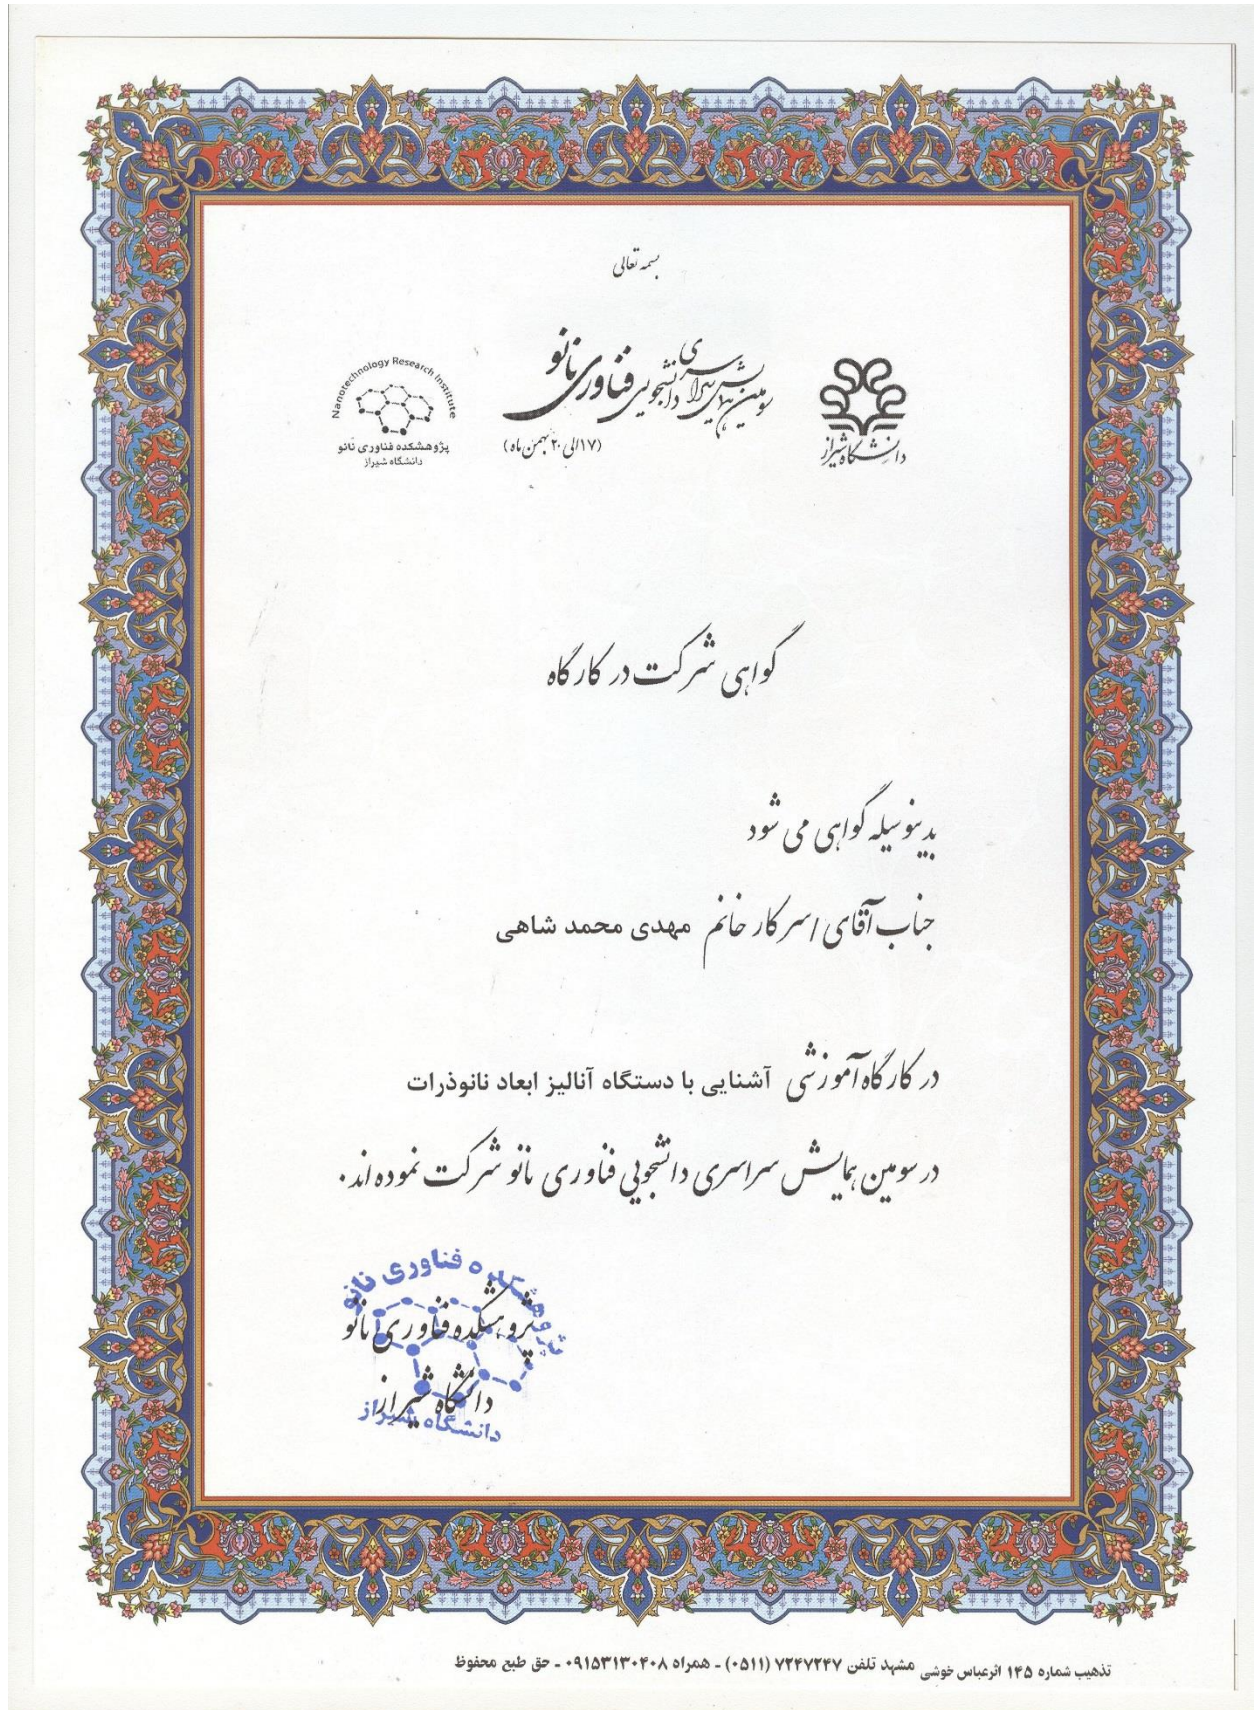 بسمه تعالی
سومین همایش سراسری دانشجویی فناوری نانو
(۱۷ الی ۲۰ بهمن ماه)
دانشگاه شیراز
Nanotechnology Research Institute
پژوهشکده فناوری نانو
دانشگاه شیراز
گواهی شرکت در کارگاه
بدینوسیله گواهی می شود
جناب آقای / سرکار خانم مهدی محمد شاهی
در کارگاه آموزشی آشنایی با دستگاه آنالیز ابعاد نانوذرات
در سومین همایش سراسری دانشجویی فناوری نانو شرکت نموده اند.
پژوهشکده فناوری نانو
پژوهشکده فناوری نانو
دانشگاه شیراز
دانشگاه شیراز
تذهیب شماره ۱۴۵ اثرعباس خوشی مشهد تلفن ۷۲۴۷۲۴۷ (۰۵۱۱) - همراه ۰۹۱۵۳۱۳۰۴۰۸ - حق طبع محفوظ